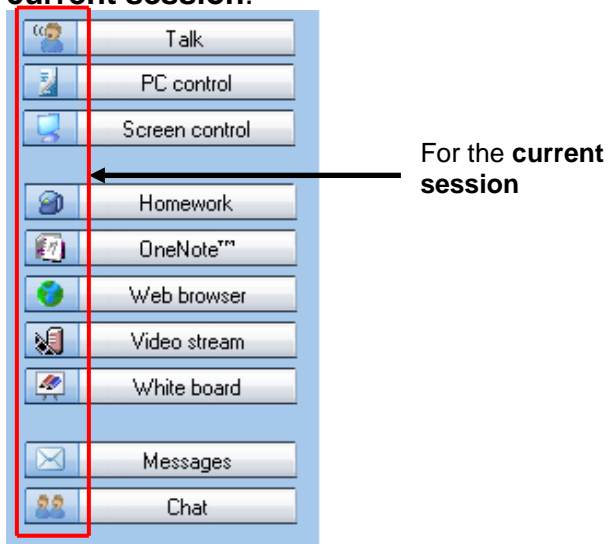 current session.
Talk
PC control
Screen control
For the current
session
Homework
OneNote™
Web browser
Video stream
White board
Messages
Chat